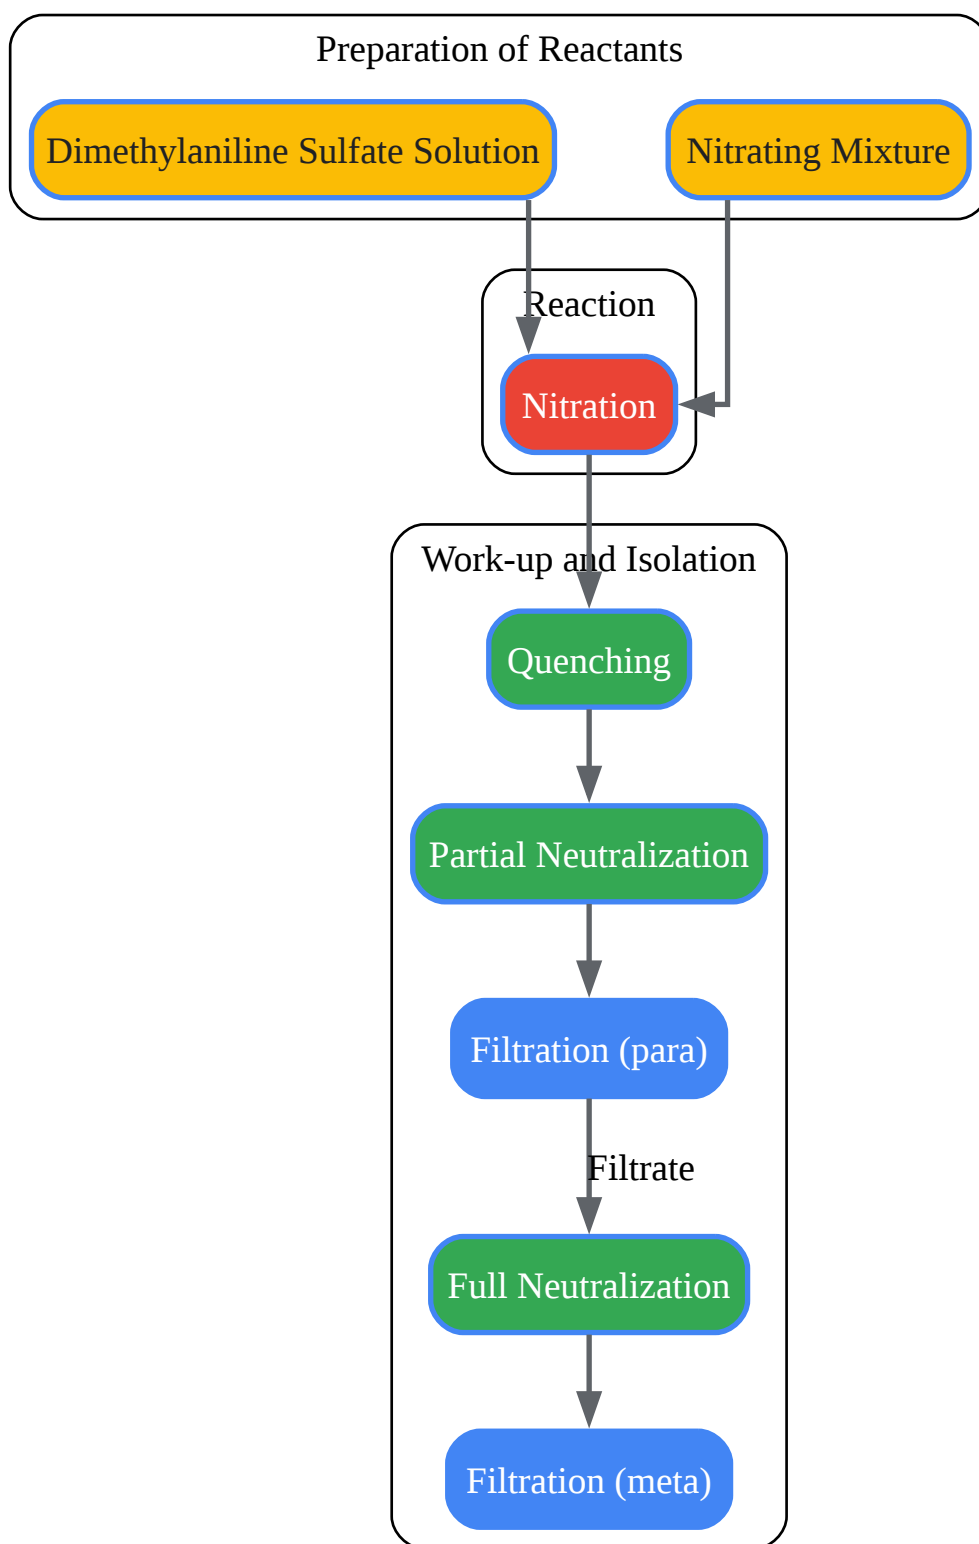 Preparation of Reactants
Dimethylaniline Sulfate Solution
Nitrating Mixture
Reaction
Nitration
Work-up and Isolation
Quenching
Partial Neutralization
Filtration (para)
Filtrate
Full Neutralization
Filtration (meta)